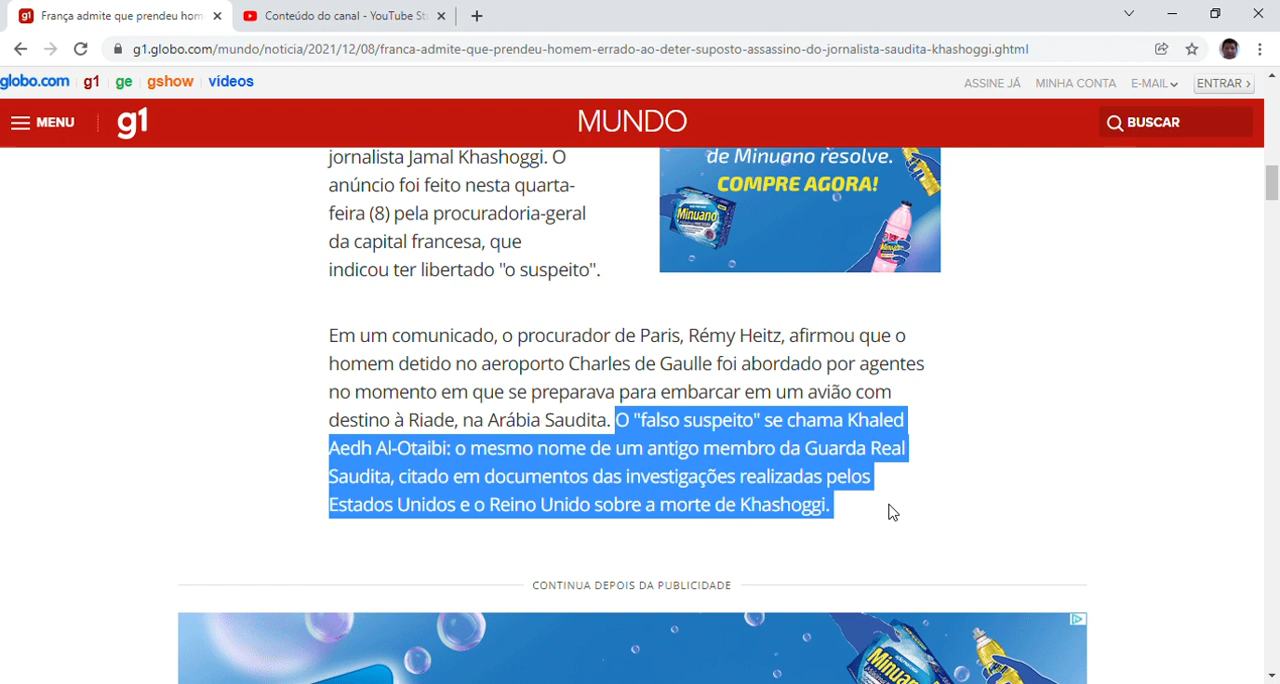 g1 França admite que prendeu hom
Conteúdo do canal - YouTube St
g1.globo.com/mundo/noticia/2021/12/08/franca-admite-que-prendeu-homem-errado-ao-deter-suposto-assassino-do-jornalista-saudita-khashoggi.ghtml
globo.com g1 ge gshow vídeos
ASSINE JÁ MINHA CONTA E-MAIL ENTRAR ›
MENU g1 MUNDO BUSCAR
jornalista Jamal Khashoggi. O
anúncio foi feito nesta quarta-
feira (8) pela procuradoria-geral
da capital francesa, que
indicou ter libertado "o suspeito".
de Minuano resolve.
COMPRE AGORA!
Minuano
Em um comunicado, o procurador de Paris, Rémy Heitz, afirmou que o
homem detido no aeroporto Charles de Gaulle foi abordado por agentes
no momento em que se preparava para embarcar em um avião com
destino à Riade, na Arábia Saudita. O "falso suspeito" se chama Khaled
Aedh Al-Otaibi: o mesmo nome de um antigo membro da Guarda Real
Saudita, citado em documentos das investigações realizadas pelos
Estados Unidos e o Reino Unido sobre a morte de Khashoggi.
CONTINUA DEPOIS DA PUBLICIDADE
Minuano